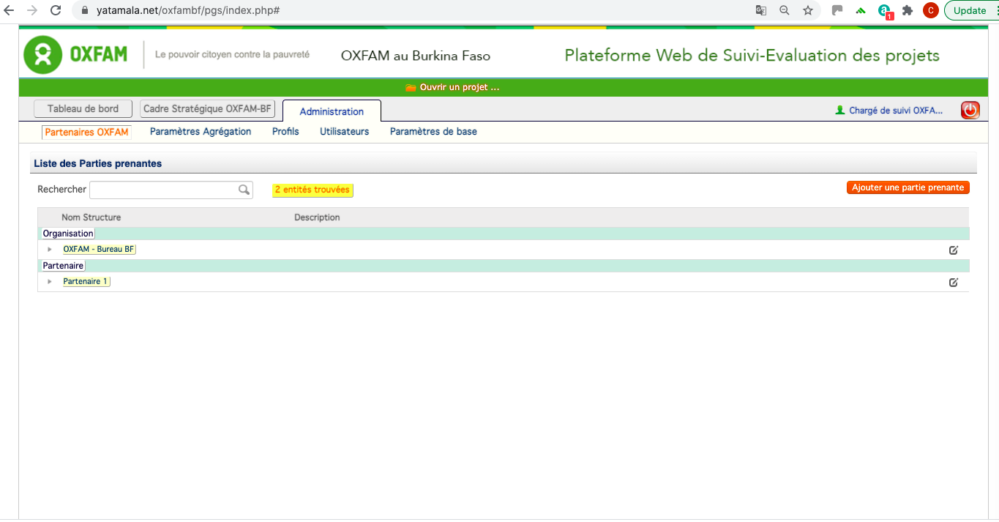 yatamala.net/oxfambf/pgs/index.php#
1
C
Update
OXFAM
Le pouvoir citoyen contre la pauvreté
OXFAM au Burkina Faso
Plateforme Web de Suivi-Evaluation des projets
Ouvrir un projet ...
Tableau de bord
Cadre Stratégique OXFAM-BF
Administration
Chargé de suivi OXFA...
Partenaires OXFAM
Paramètres Agrégation
Profils
Utilisateurs
Paramètres de base
Liste des Parties prenantes
Rechercher
2 entités trouvées
Ajouter une partie prenante
Nom Structure
Description
Organisation
OXFAM - Bureau BF
Partenaire
Partenaire 1